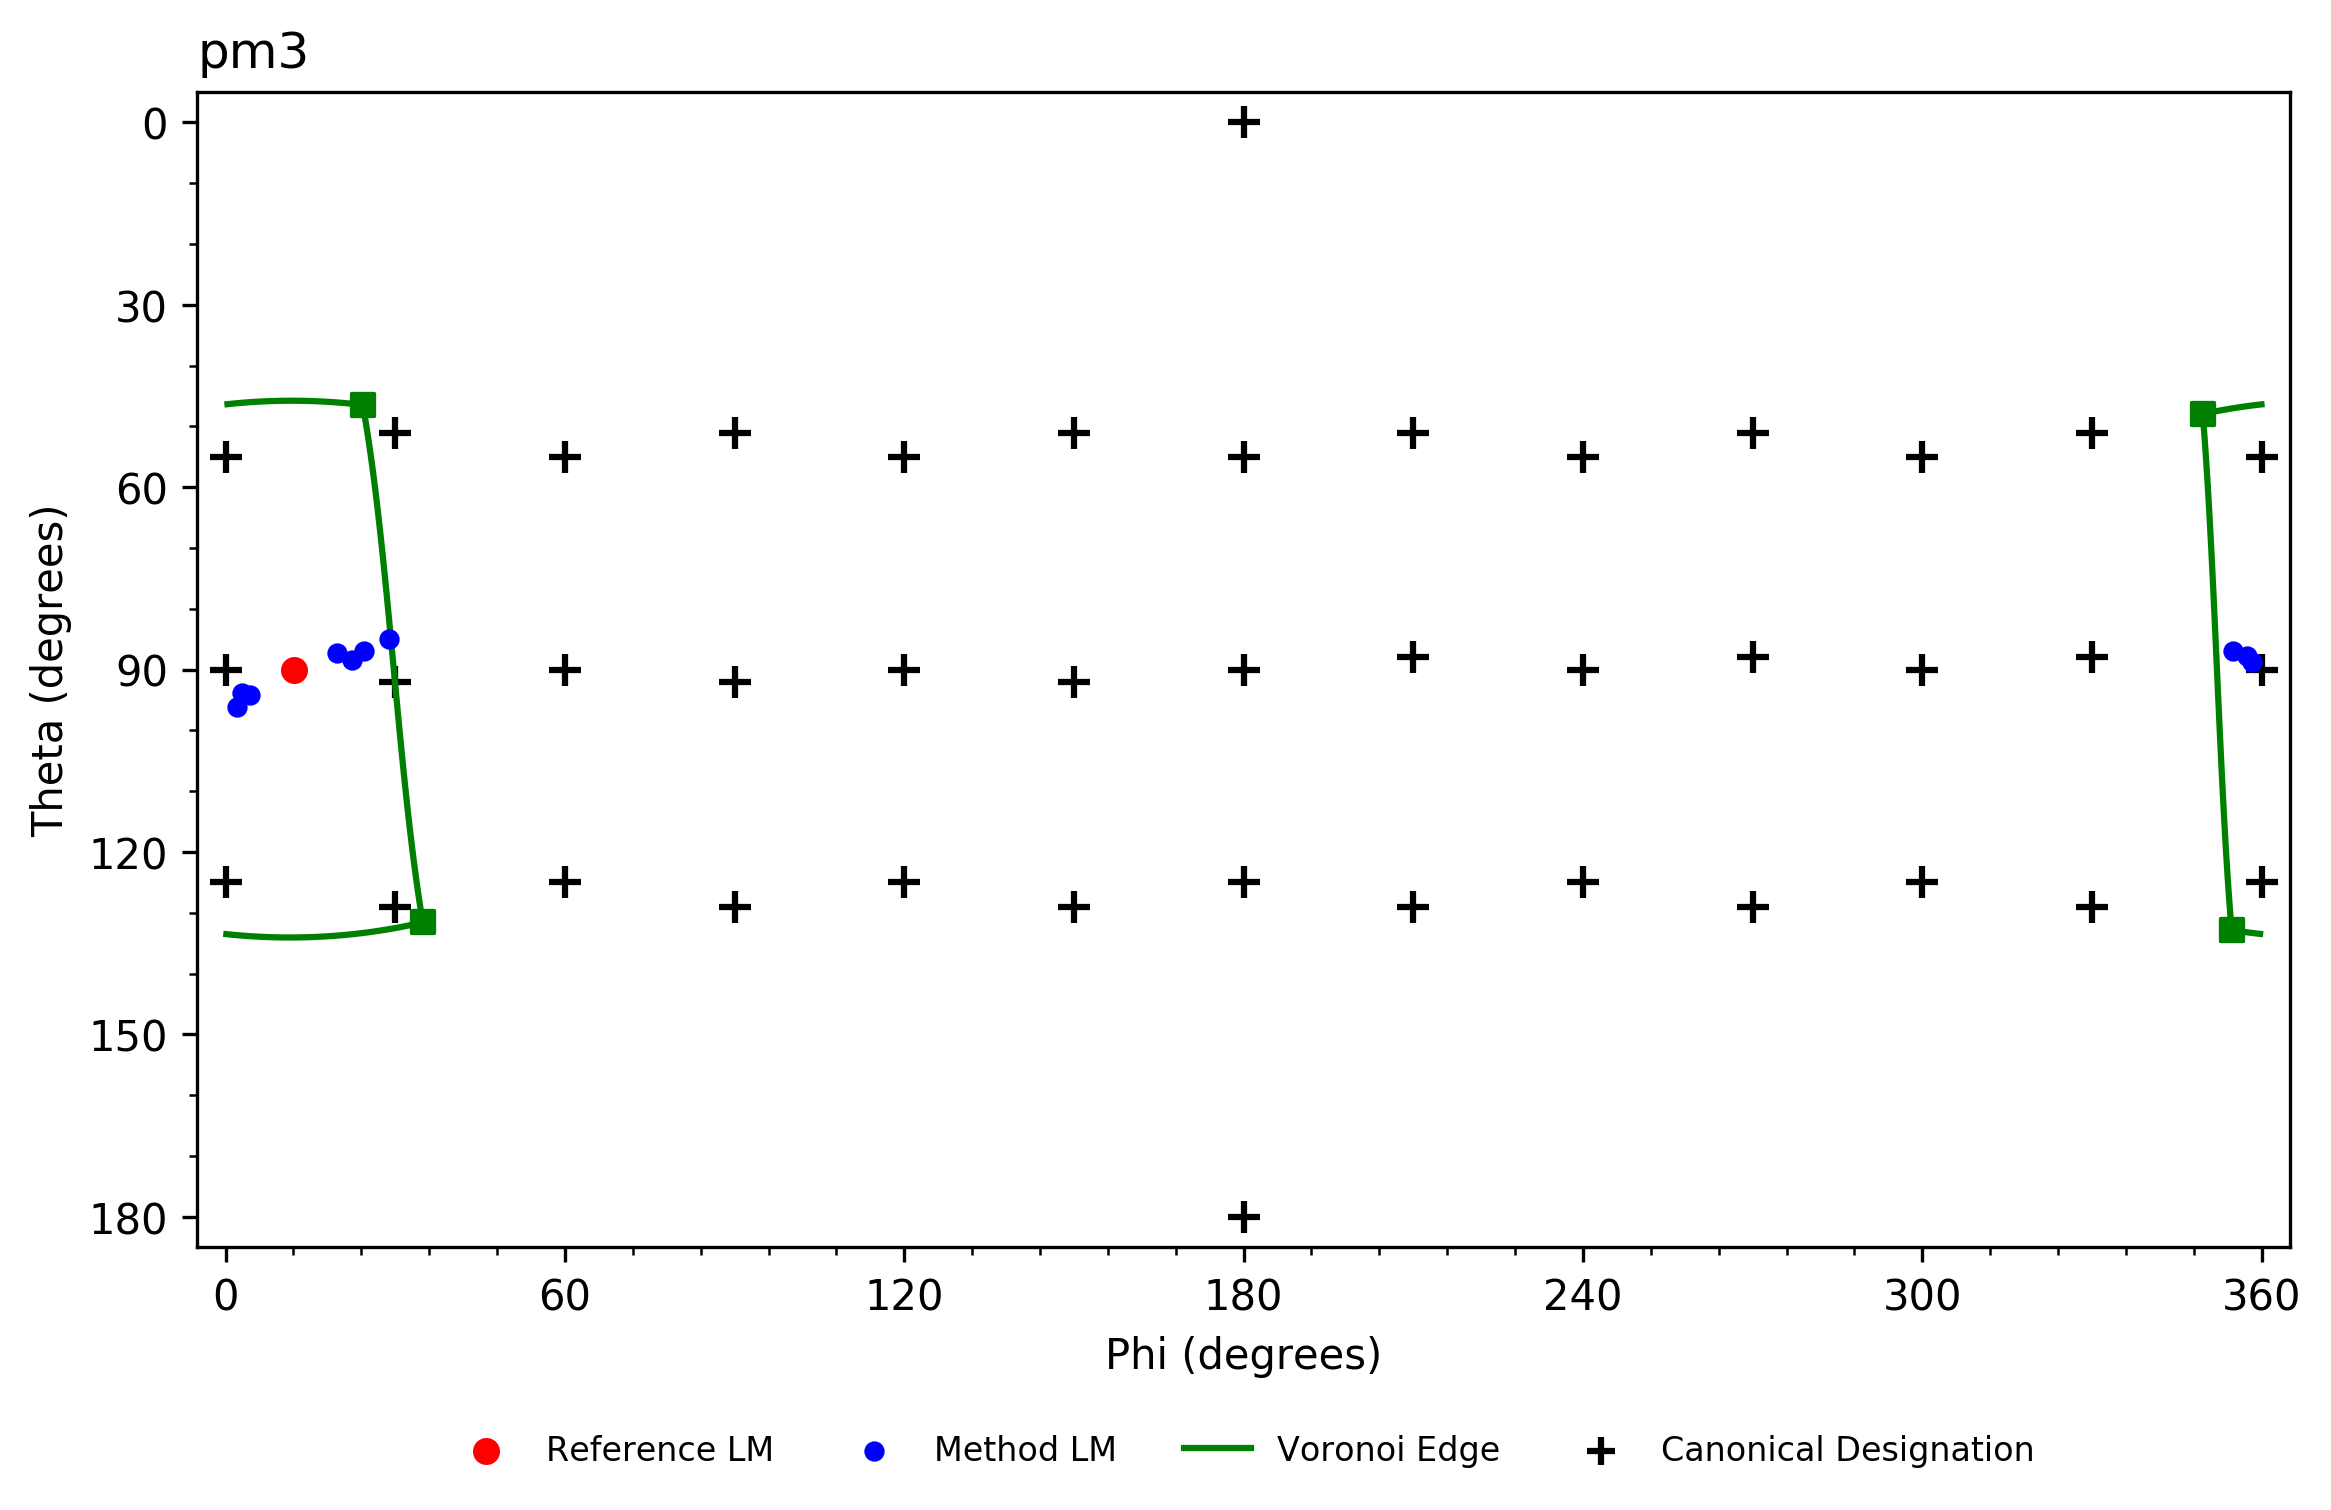 pm3
0
30
60
90
120
150
180
Theta (degrees)
0 60 120 180 240 300 360
Phi (degrees)
Reference LM Method LM Voronoi Edge Canonical Designation